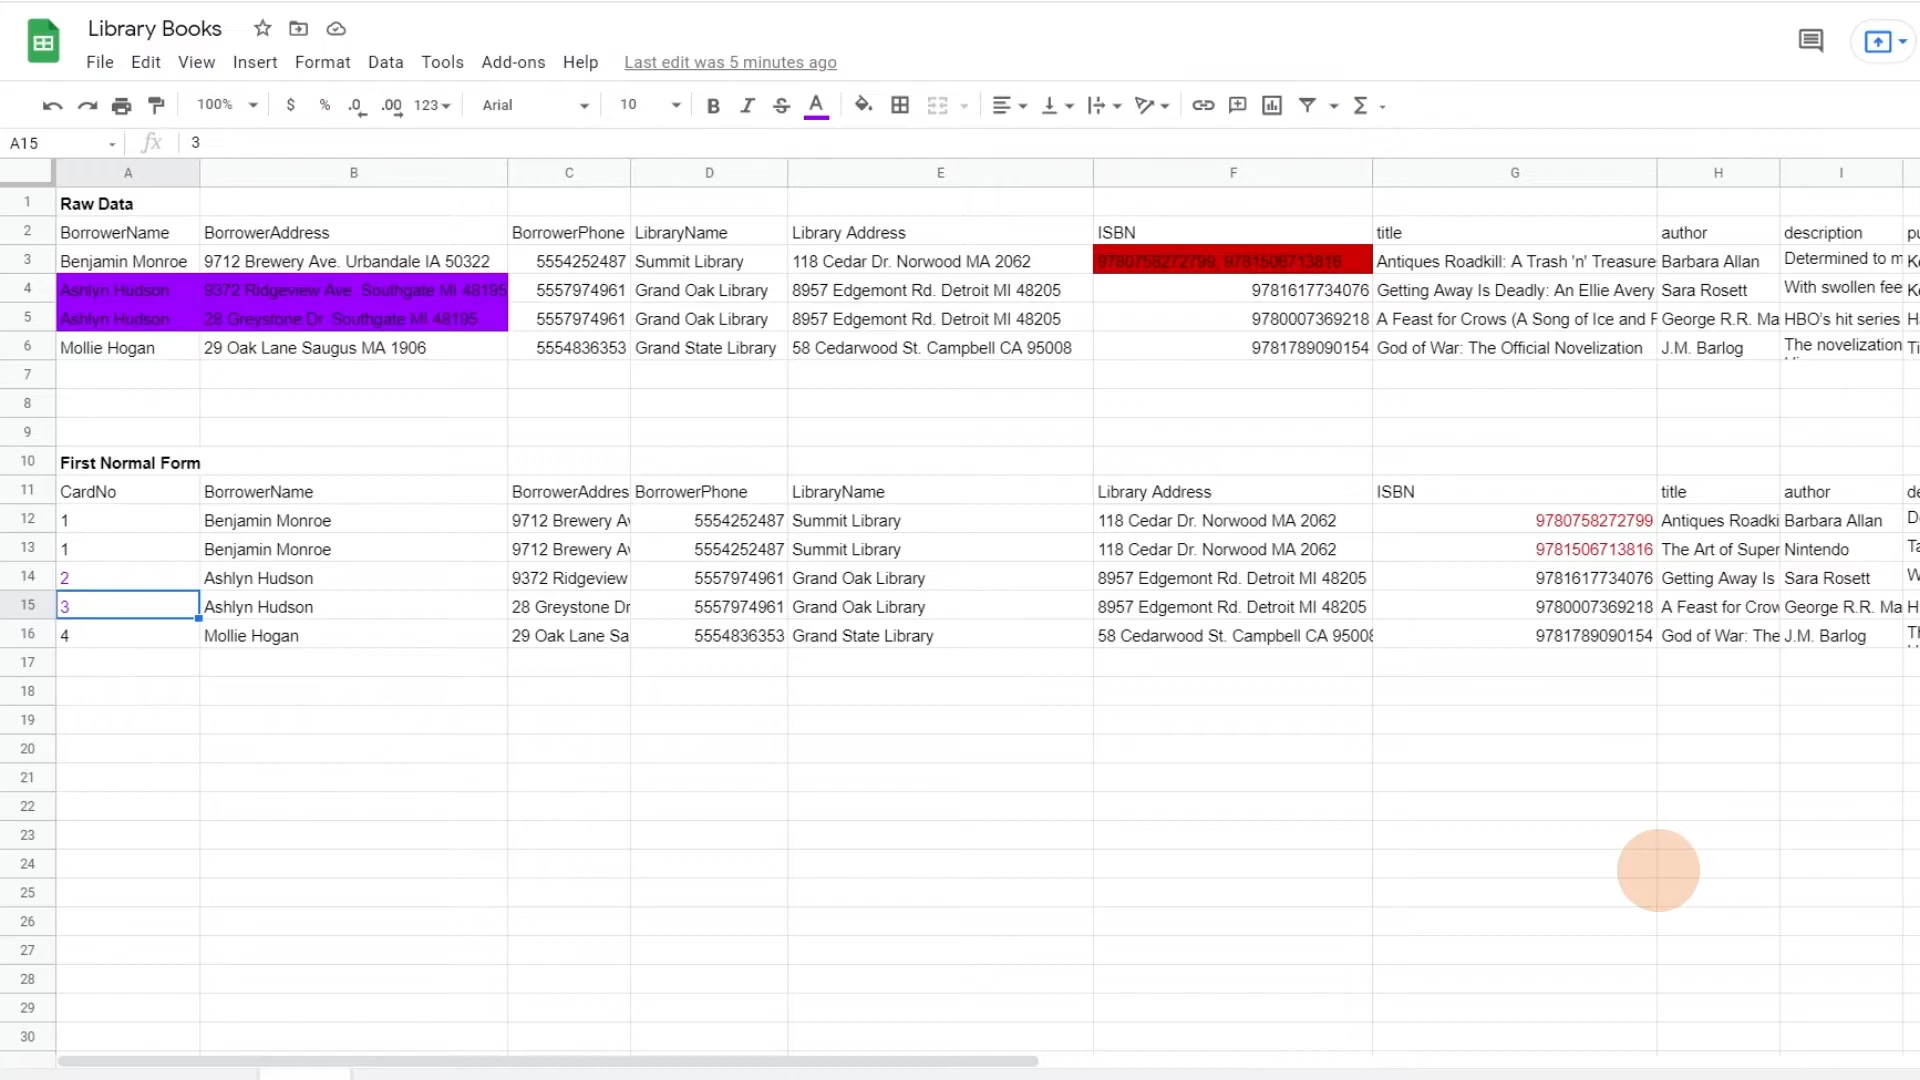 Library Books
File Edit View Insert Format Data Tools Add-ons Help Last edit was 5 minutes ago
100% $ % .0 .00 123 Arial 10 B I S A Σ
A15 fx 3
A B C D E F G H I
1 Raw Data
2 BorrowerName BorrowerAddress BorrowerPhone LibraryName Library Address ISBN title author description pu
3 Benjamin Monroe 9712 Brewery Ave. Urbandale IA 50322 5554252487 Summit Library 118 Cedar Dr. Norwood MA 2062 9780758272799, 9781506713816 Antiques Roadkill: A Trash 'n' Treasure Barbara Allan Determined to m Ke
4 Ashlyn Hudson 9372 Ridgeview Ave. Southgate MI 48195 5557974961 Grand Oak Library 8957 Edgemont Rd. Detroit MI 48205 9781617734076 Getting Away Is Deadly: An Ellie Avery Sara Rosett With swollen fee Ke
5 Ashlyn Hudson 28 Greystone Dr. Southgate MI 48195 5557974961 Grand Oak Library 8957 Edgemont Rd. Detroit MI 48205 9780007369218 A Feast for Crows (A Song of Ice and F George R.R. Ma HBO's hit series Ha
6 Mollie Hogan 29 Oak Lane Saugus MA 1906 5554836353 Grand State Library 58 Cedarwood St. Campbell CA 95008 9781789090154 God of War: The Official Novelization J.M. Barlog The novelization Ti
7
8
9
10 First Normal Form
11 CardNo BorrowerName BorrowerAddres BorrowerPhone LibraryName Library Address ISBN title author de
12 1 Benjamin Monroe 9712 Brewery Av 5554252487 Summit Library 118 Cedar Dr. Norwood MA 2062 9780758272799 Antiques Roadki Barbara Allan D
13 1 Benjamin Monroe 9712 Brewery Av 5554252487 Summit Library 118 Cedar Dr. Norwood MA 2062 9781506713816 The Art of Super Nintendo Ta
14 2 Ashlyn Hudson 9372 Ridgeview 5557974961 Grand Oak Library 8957 Edgemont Rd. Detroit MI 48205 9781617734076 Getting Away Is Sara Rosett W
15 3 Ashlyn Hudson 28 Greystone Dr 5557974961 Grand Oak Library 8957 Edgemont Rd. Detroit MI 48205 9780007369218 A Feast for Crow George R.R. Ma H
16 4 Mollie Hogan 29 Oak Lane Sa 5554836353 Grand State Library 58 Cedarwood St. Campbell CA 95008 9781789090154 God of War: The J.M. Barlog Th
17
18
19
20
21
22
23
24
25
26
27
28
29
30